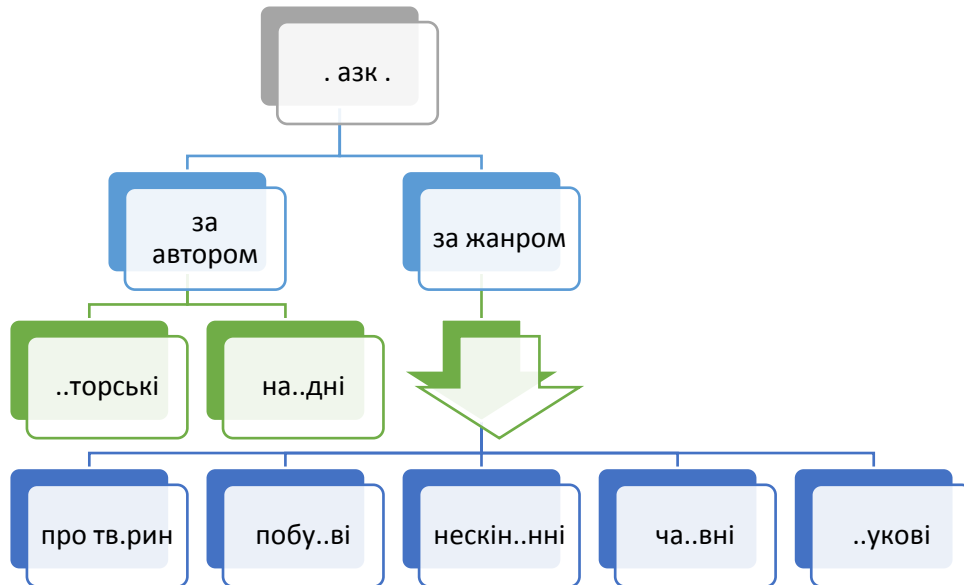 . азк .
за
автором
за жанром
..торські
на..дні
про тв.рин
побу..ві
нескін..нні
ча..вні
..укові